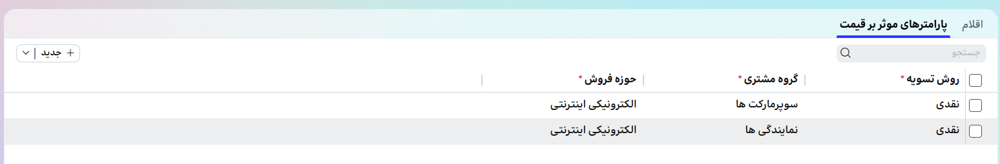 اقلام پارامترهای موثر بر قیمت
جستجو + جدید
روش تسویه * گروه مشتری * حوزه فروش *
نقدی سوپرمارکت ها الکترونیکی اینترنتی
نقدی نمایندگی ها الکترونیکی اینترنتی